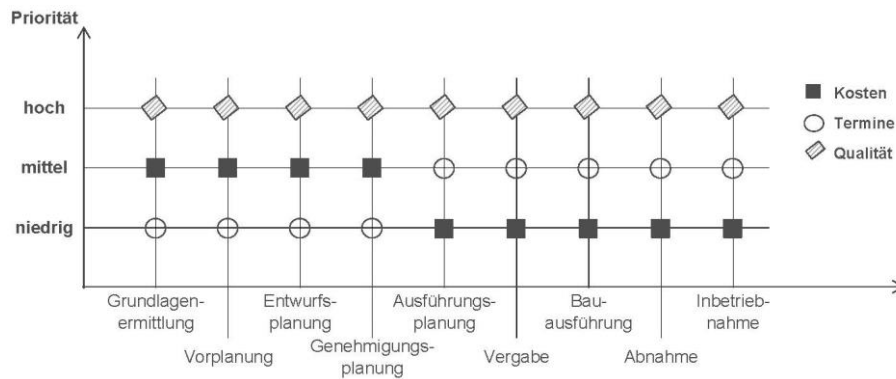 Priorität
hoch
mittel
niedrig
Kosten
Termine
Qualität
Grundlagen-
ermittlung
Vorplanung
Entwurfs-
planung
Genehmigungs-
planung
Ausführungs-
planung
Vergabe
Bau-
ausführung
Abnahme
Inbetrieb-
nahme